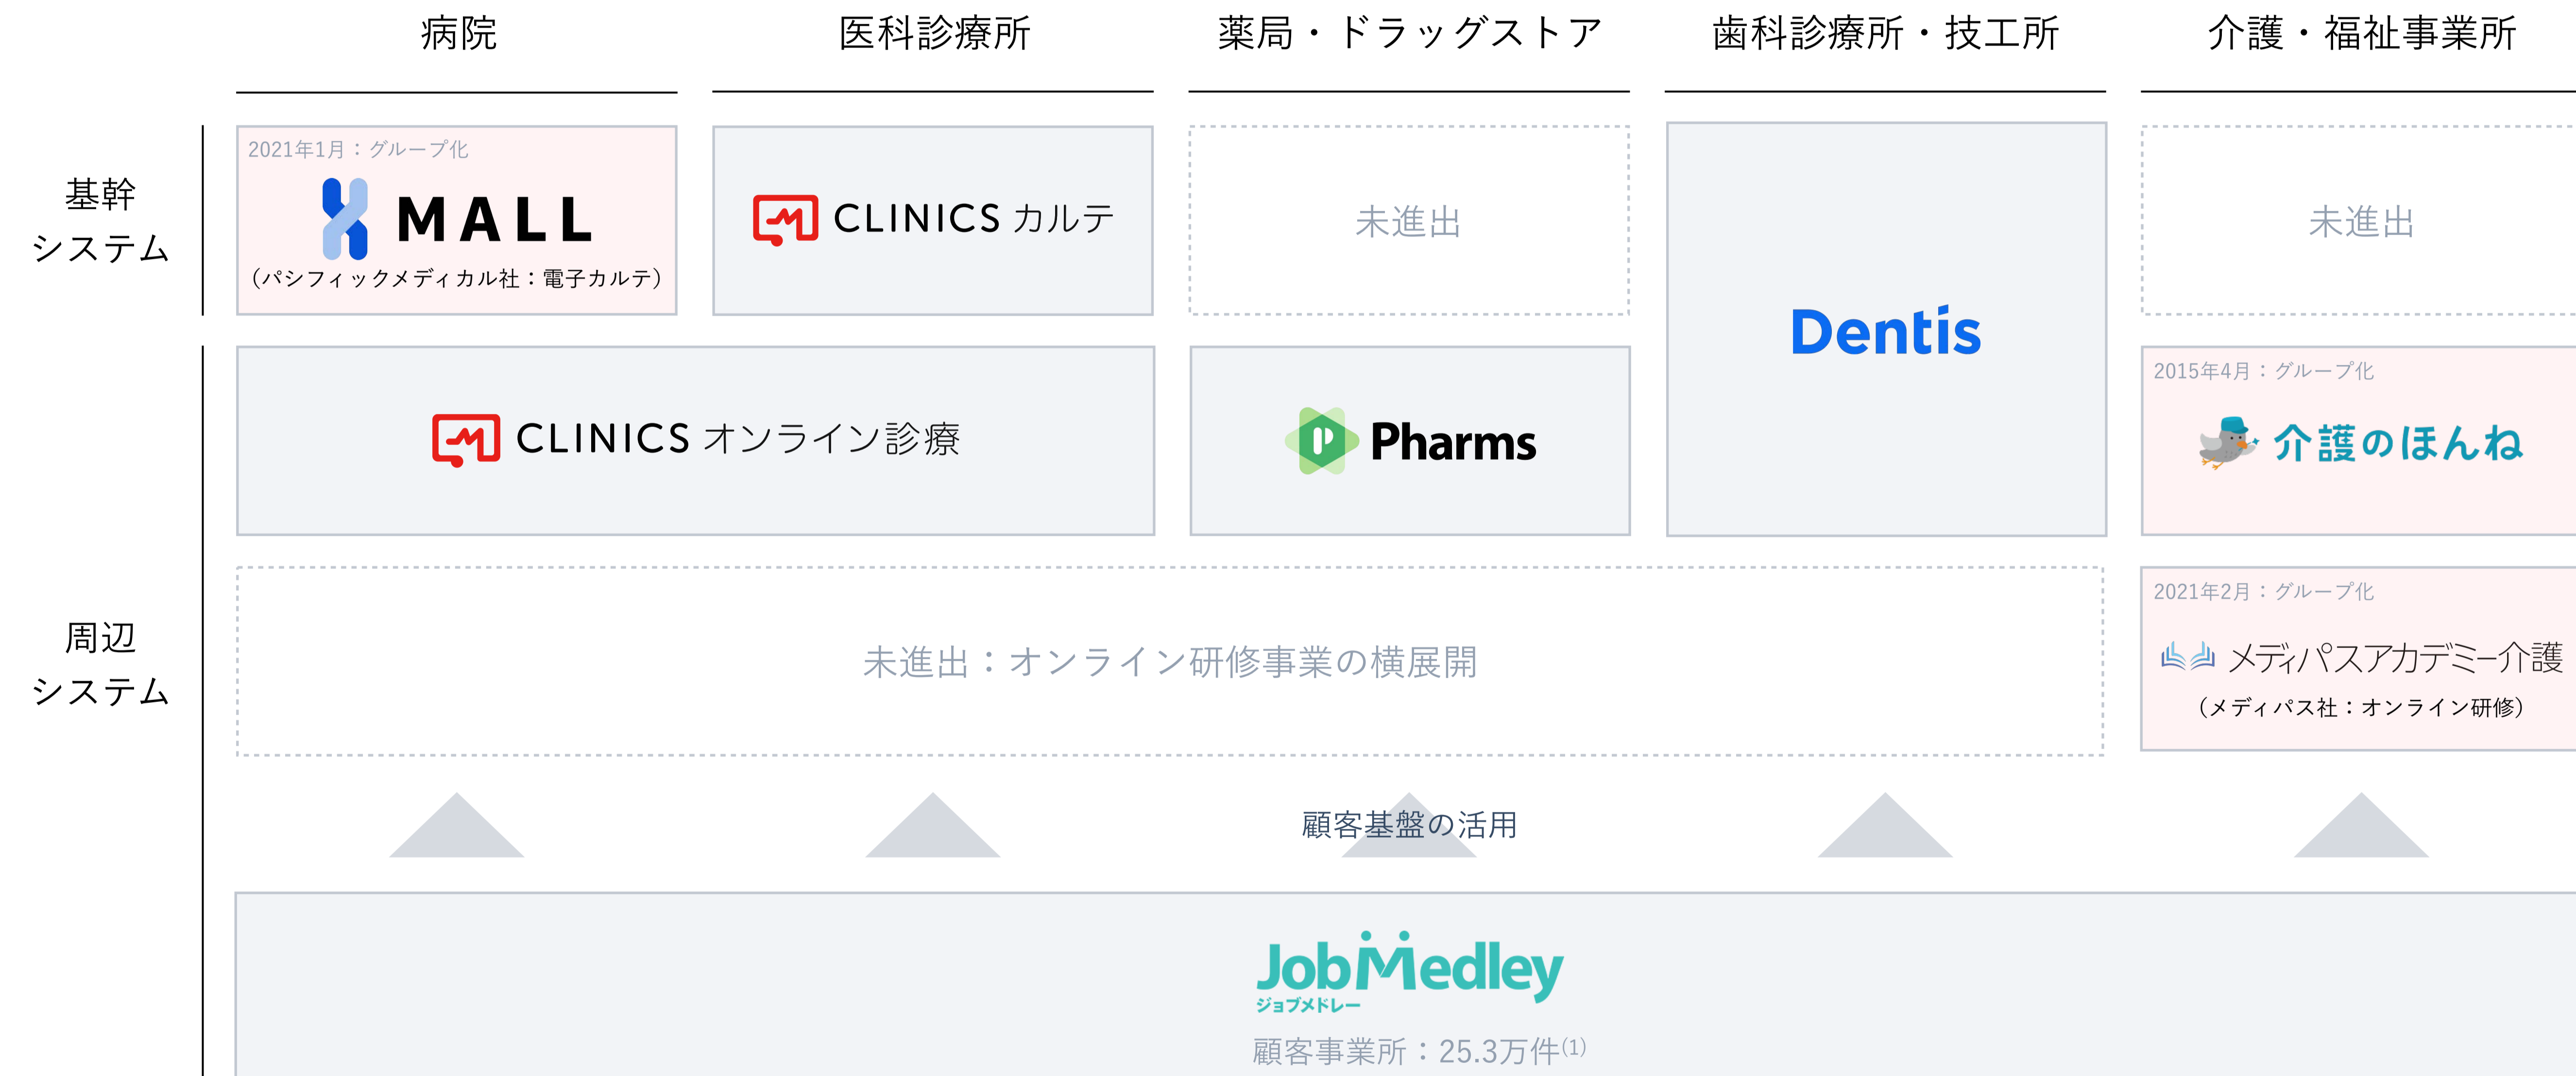 病院
医科診療所
薬局・ドラッグストア
歯科診療所・技工所
介護・福祉事業所
基幹
システム
2021年1月：グループ化
MALL
（パシフィックメディカル社：電子カルテ）
CLINICS カルテ
未進出
Dentis
未進出
周辺
システム
CLINICS オンライン診療
Pharms
2015年4月：グループ化
介護のほんね
未進出：オンライン研修事業の横展開
2021年2月：グループ化
メディパスアカデミー介護
（メディパス社：オンライン研修）
顧客基盤の活用
JobMedley
ジョブメドレー
顧客事業所：25.3万件(1)